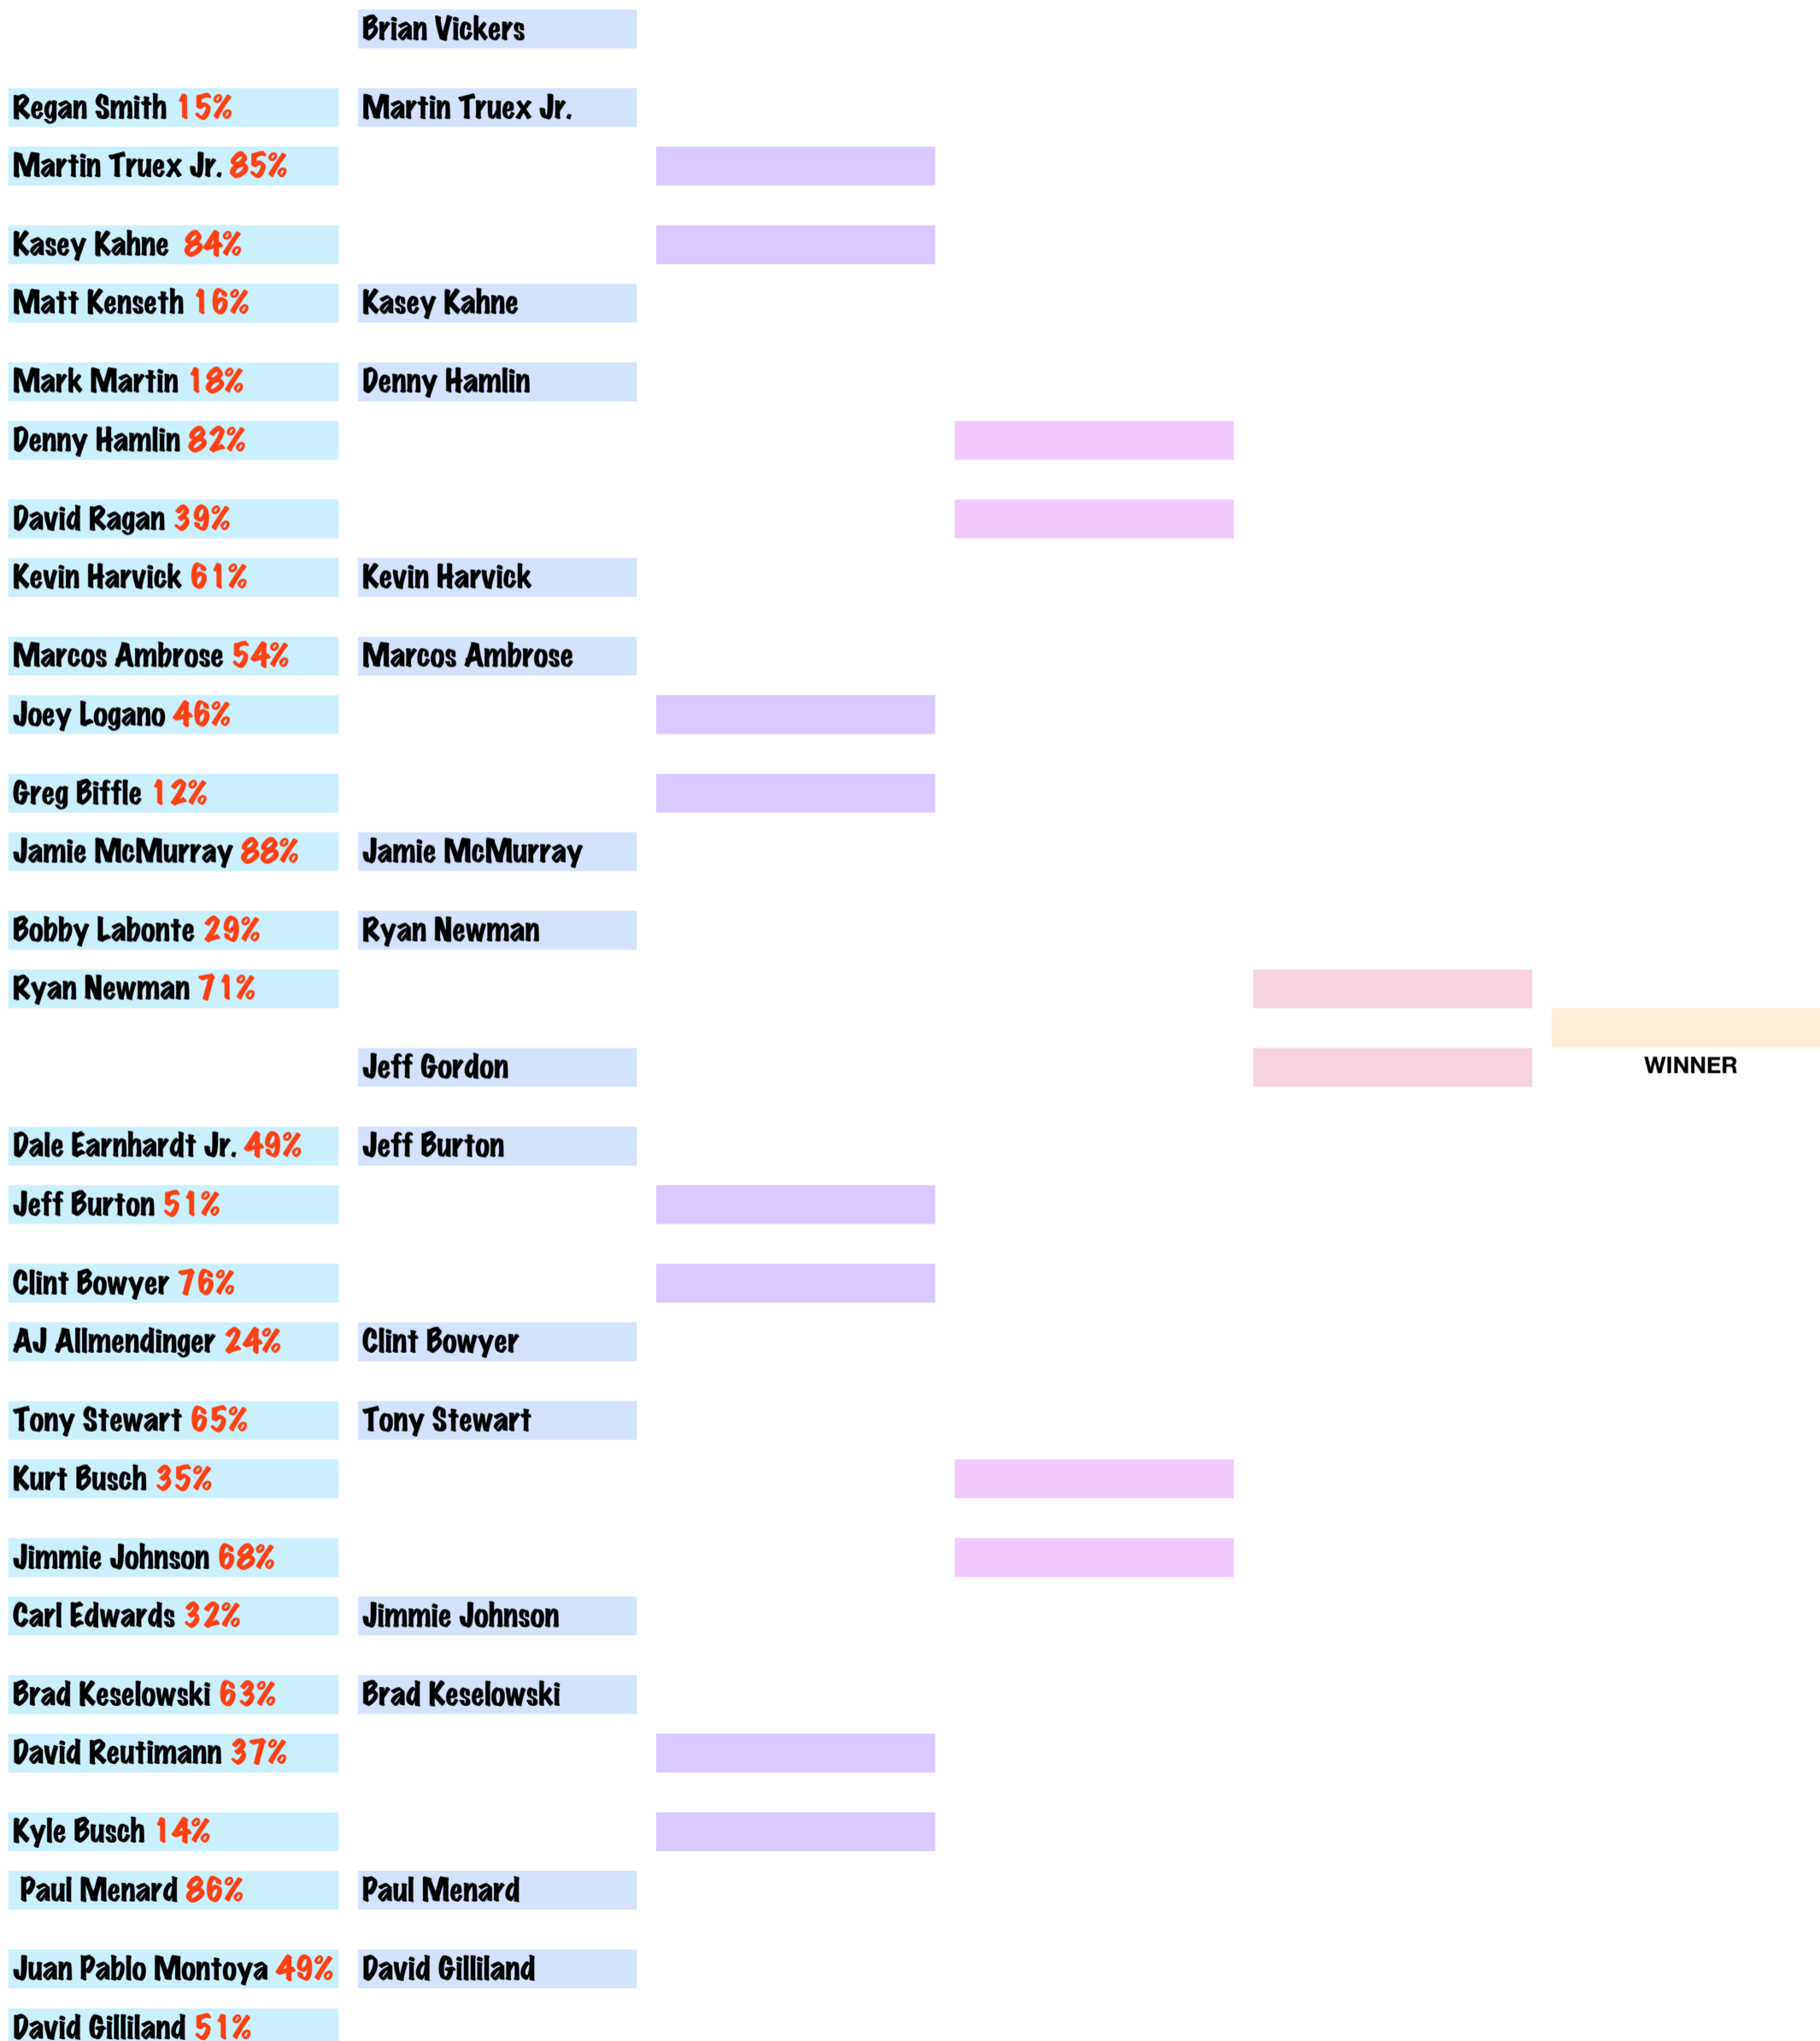 Brian Vickers
Regan Smith 15% Martin Truex Jr.
Martin Truex Jr. 85%
Kasey Kahne 84%
Matt Kenseth 16% Kasey Kahne
Mark Martin 18% Denny Hamlin
Denny Hamlin 82%
David Ragan 39%
Kevin Harvick 61% Kevin Harvick
Marcos Ambrose 54% Marcos Ambrose
Joey Logano 46%
Greg Biffle 12%
Jamie McMurray 88% Jamie McMurray
Bobby Labonte 29% Ryan Newman
Ryan Newman 71%
Jeff Gordon WINNER
Dale Earnhardt Jr. 49% Jeff Burton
Jeff Burton 51%
Clint Bowyer 76%
AJ Allmendinger 24% Clint Bowyer
Tony Stewart 65% Tony Stewart
Kurt Busch 35%
Jimmie Johnson 68%
Carl Edwards 32% Jimmie Johnson
Brad Keselowski 63% Brad Keselowski
David Reutimann 37%
Kyle Busch 14%
Paul Menard 86% Paul Menard
Juan Pablo Montoya 49% David Gilliland
David Gilliland 51%